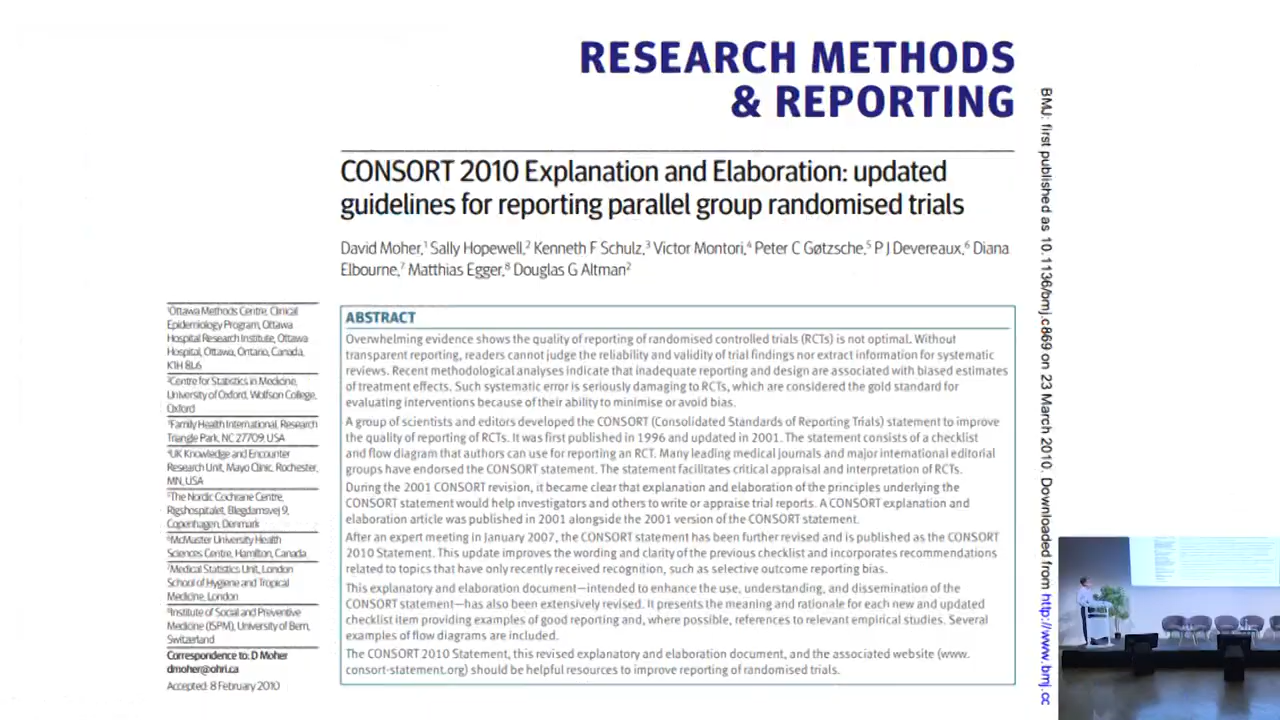 RESEARCH METHODS
& REPORTING
CONSORT 2010 Explanation and Elaboration: updated
guidelines for reporting parallel group randomised trials
David Moher,¹ Sally Hopewell,² Kenneth F Schulz,³ Victor Montori,⁴ Peter C Gøtzsche,⁵ P J Devereaux,⁶ Diana
Elbourne,⁷ Matthias Egger,⁸ Douglas G Altman²
¹Ottawa Methods Centre, Clinical
Epidemiology Program, Ottawa
Hospital Research Institute, Ottawa
Hospital, Ottawa, Ontario, Canada,
K1H 8L6
²Centre for Statistics in Medicine,
University of Oxford, Wolfson College,
Oxford
³Family Health International, Research
Triangle Park, NC 27709, USA
⁴UK Knowledge and Encounter
Research Unit, Mayo Clinic, Rochester,
MN, USA
⁵The Nordic Cochrane Centre,
Rigshospitalet, Blegdamsvej 9,
Copenhagen, Denmark
⁶McMaster University Health
Sciences Centre, Hamilton, Canada
⁷Medical Statistics Unit, London
School of Hygiene and Tropical
Medicine, London
⁸Institute of Social and Preventive
Medicine (ISPM), University of Bern,
Switzerland
Correspondence to: D Moher
dmoher@ohri.ca
Accepted: 8 February 2010
ABSTRACT
Overwhelming evidence shows the quality of reporting of randomised controlled trials (RCTs) is not optimal. Without
transparent reporting, readers cannot judge the reliability and validity of trial findings nor extract information for systematic
reviews. Recent methodological analyses indicate that inadequate reporting and design are associated with biased estimates
of treatment effects. Such systematic error is seriously damaging to RCTs, which are considered the gold standard for
evaluating interventions because of their ability to minimise or avoid bias.
A group of scientists and editors developed the CONSORT (Consolidated Standards of Reporting Trials) statement to improve
the quality of reporting of RCTs. It was first published in 1996 and updated in 2001. The statement consists of a checklist
and flow diagram that authors can use for reporting an RCT. Many leading medical journals and major international editorial
groups have endorsed the CONSORT statement. The statement facilitates critical appraisal and interpretation of RCTs.
During the 2001 CONSORT revision, it became clear that explanation and elaboration of the principles underlying the
CONSORT statement would help investigators and others to write or appraise trial reports. A CONSORT explanation and
elaboration article was published in 2001 alongside the 2001 version of the CONSORT statement.
After an expert meeting in January 2007, the CONSORT statement has been further revised and is published as the CONSORT
2010 Statement. This update improves the wording and clarity of the previous checklist and incorporates recommendations
related to topics that have only recently received recognition, such as selective outcome reporting bias.
This explanatory and elaboration document—intended to enhance the use, understanding, and dissemination of the
CONSORT statement—has also been extensively revised. It presents the meaning and rationale for each new and updated
checklist item providing examples of good reporting and, where possible, references to relevant empirical studies. Several
examples of flow diagrams are included.
The CONSORT 2010 Statement, this revised explanatory and elaboration document, and the associated website (www.
consort-statement.org) should be helpful resources to improve reporting of randomised trials.
BMJ: first published as 10.1136/bmj.c869 on 23 March 2010. Downloaded from http://www.bmj.cc